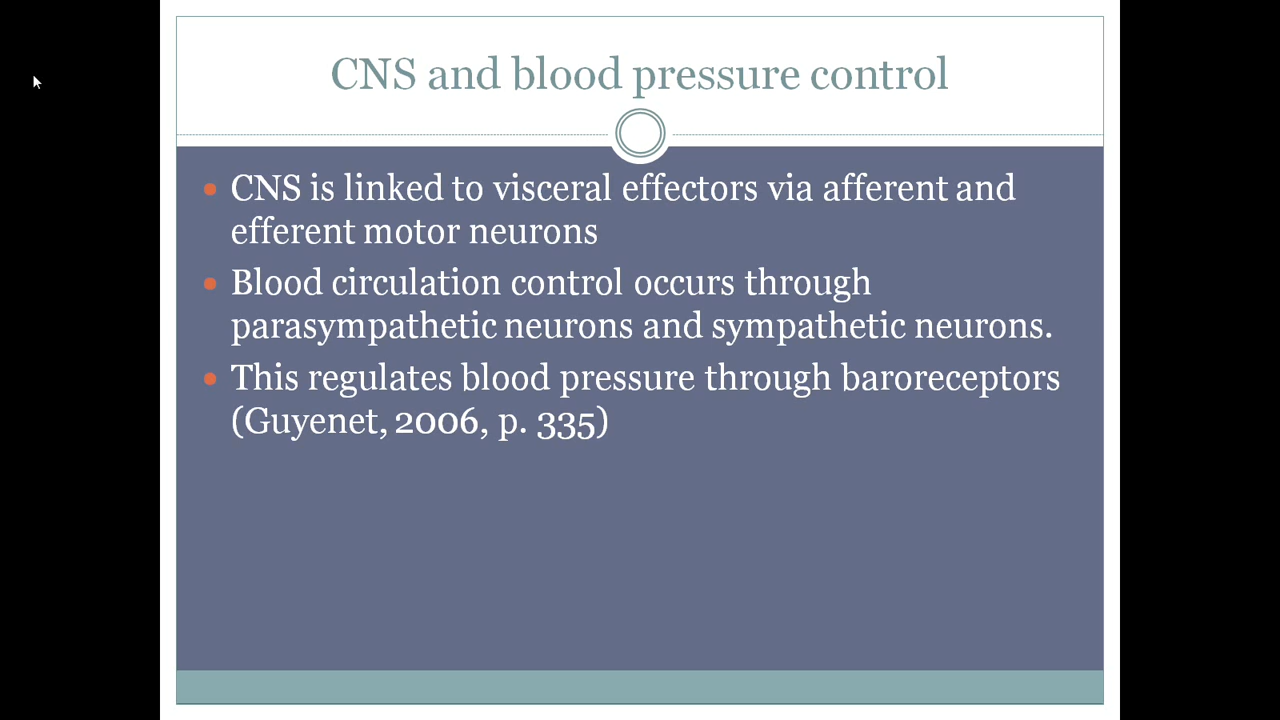 CNS and blood pressure control
• CNS is linked to visceral effectors via afferent and
efferent motor neurons
• Blood circulation control occurs through
parasympathetic neurons and sympathetic neurons.
• This regulates blood pressure through baroreceptors
(Guyenet, 2006, p. 335)